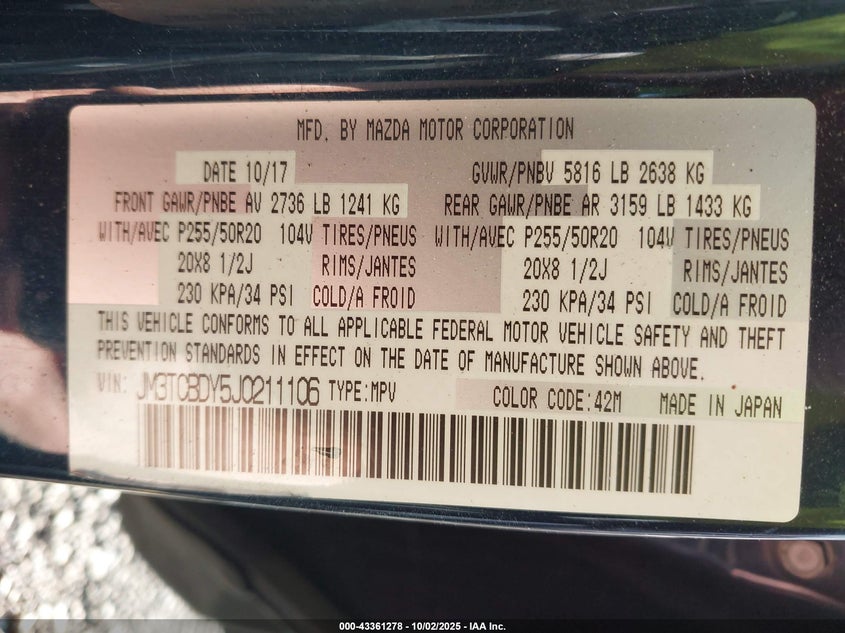 MFD. BY MAZDA MOTOR CORPORATION
DATE 10/17 GVWR/PNBV 5816 LB 2638 KG
FRONT GAWR/PNBE AV 2736 LB 1241 KG REAR GAWR/PNBE AR 3159 LB 1433 KG
WITH/AVEC P255/50R20 104V TIRES/PNEUS WITH/AVEC P255/50R20 104V TIRES/PNEUS
20X8 1/2J RIMS/JANTES 20X8 1/2J RIMS/JANTES
230 KPA/34 PSI COLD/A FROID 230 KPA/34 PSI COLD/A FROID
THIS VEHICLE CONFORMS TO ALL APPLICABLE FEDERAL MOTOR VEHICLE SAFETY AND THEFT
PREVENTION STANDARDS IN EFFECT ON THE DATE OF MANUFACTURE SHOWN ABOVE.
VIN: JM3TCBDY5J0211106 TYPE:MPV COLOR CODE:42M MADE IN JAPAN
000-43361278 - 10/02/2025 - IAA Inc.